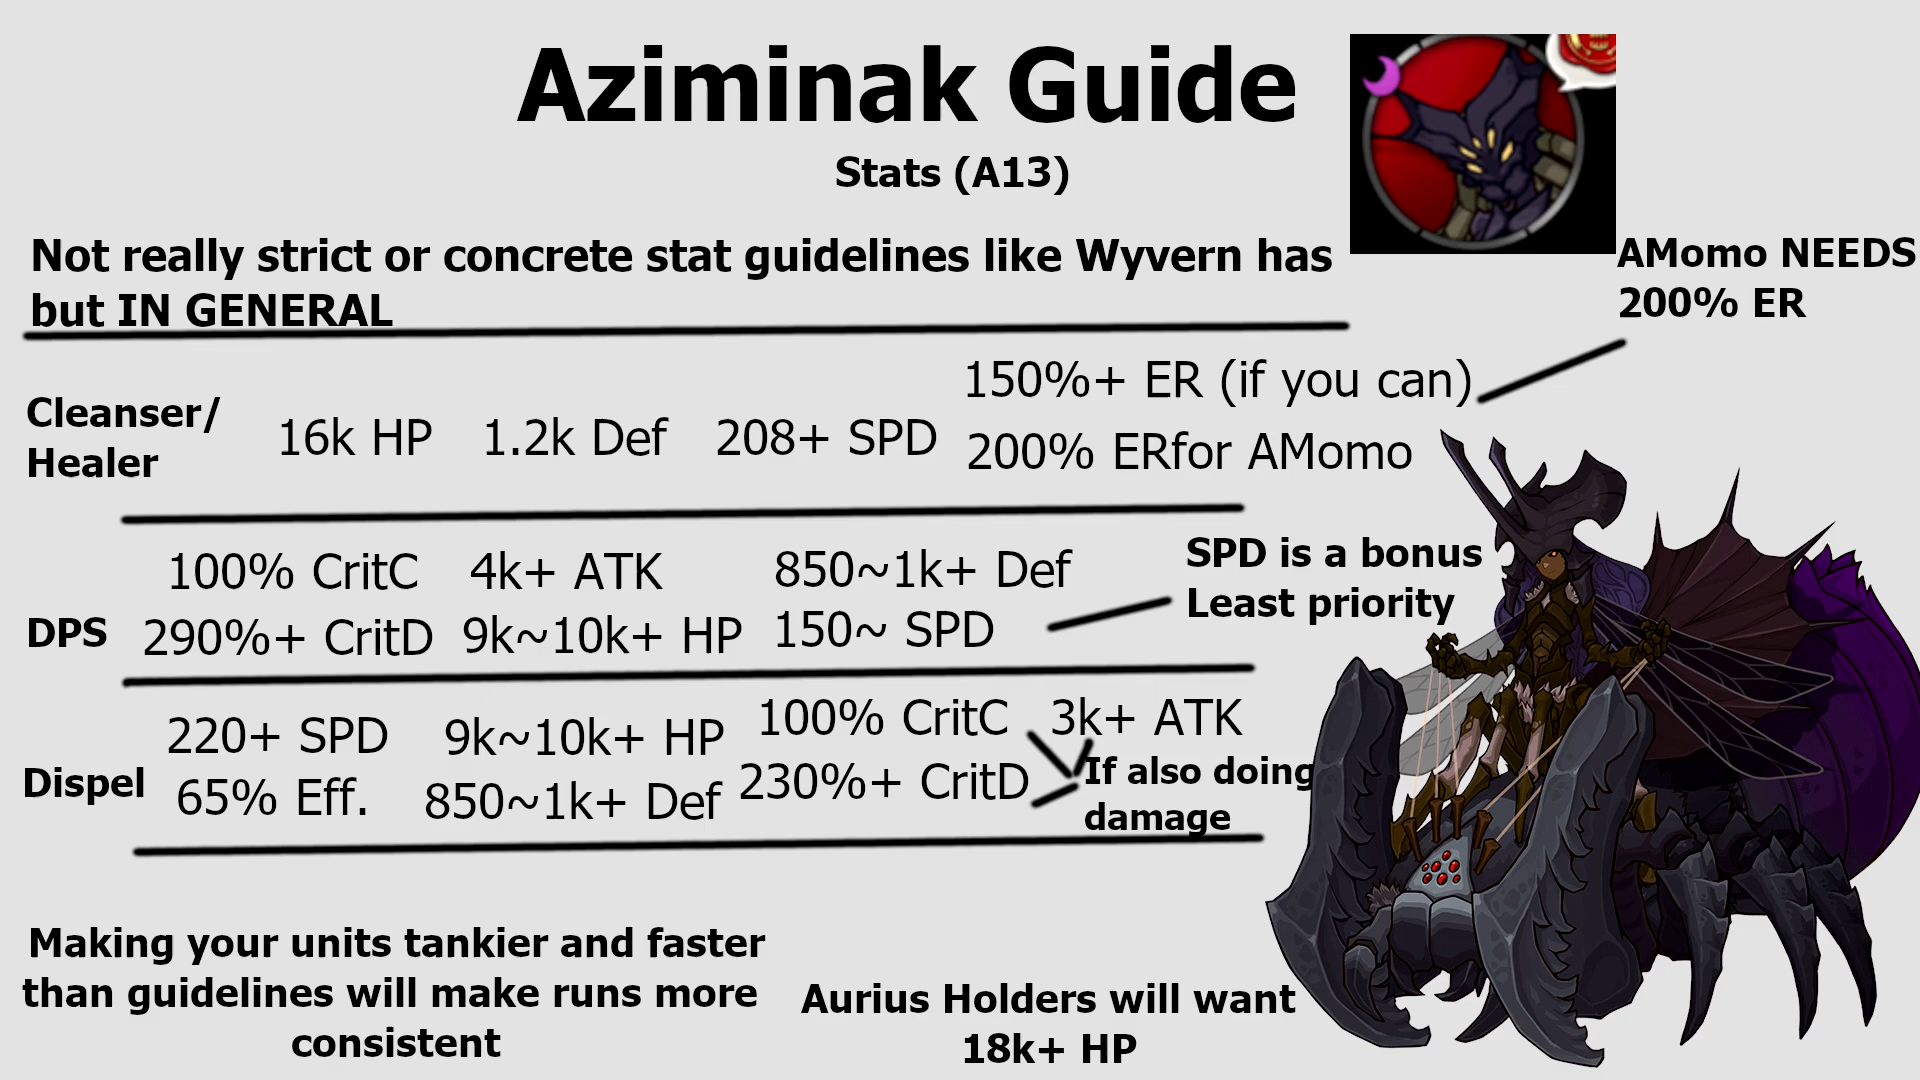 Aziminak Guide
Stats (A13)
Not really strict or concrete stat guidelines like Wyvern has
but IN GENERAL
AMomo NEEDS
200% ER
Cleanser/
Healer
16k HP 1.2k Def 208+ SPD
150%+ ER (if you can)
200% ERfor AMomo
DPS
100% CritC 4k+ ATK 850~1k+ Def
290%+ CritD 9k~10k+ HP 150~ SPD
SPD is a bonus
Least priority
Dispel
220+ SPD 9k~10k+ HP 100% CritC 3k+ ATK
65% Eff. 850~1k+ Def 230%+ CritD
If also doing
damage
Making your units tankier and faster
than guidelines will make runs more
consistent
Aurius Holders will want
18k+ HP